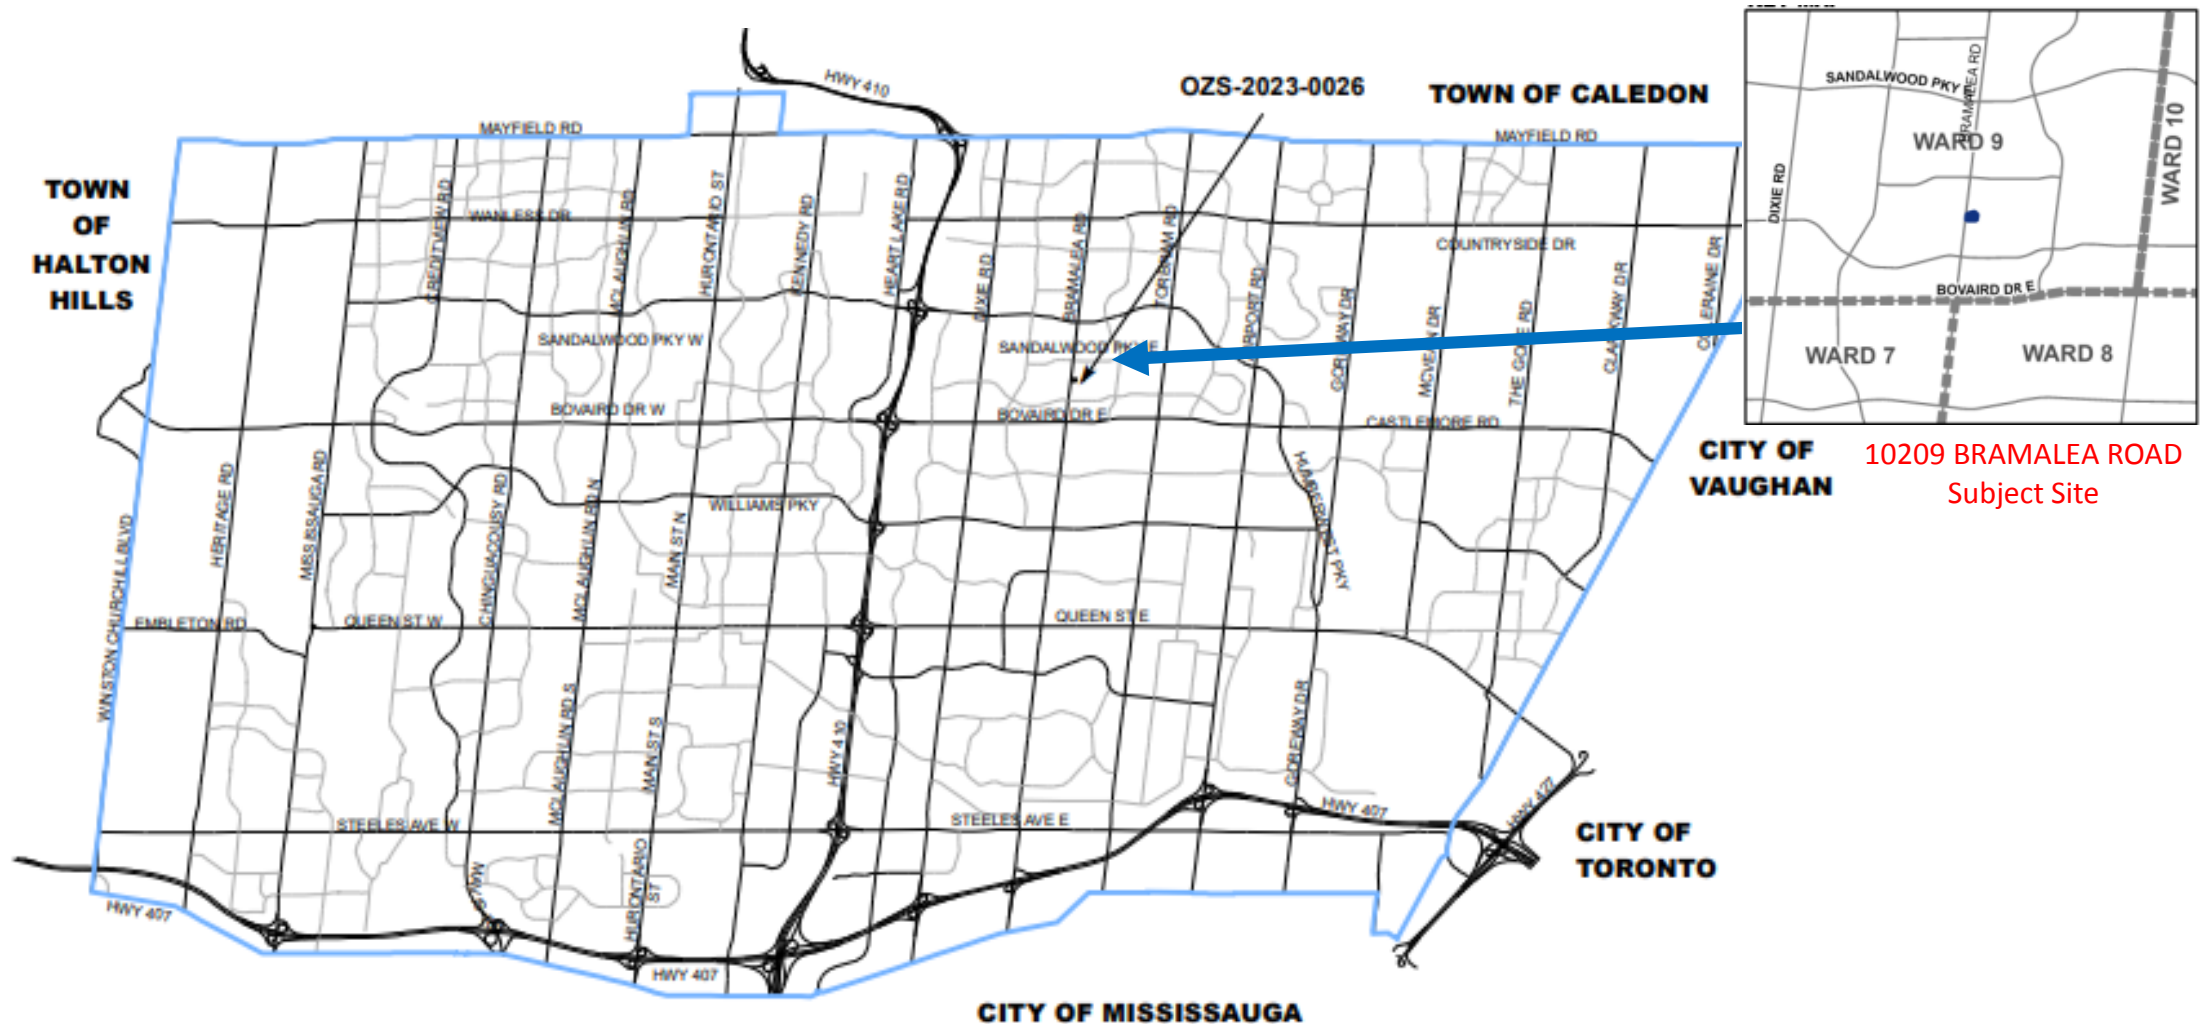 HWY 410
OZS-2023-0026
TOWN OF CALEDON
MAYFIELD RD
MAYFIELD RD
TOWN
OF
HALTON
HILLS
CREDITVIEW RD
WANLESS DR
MCLAUGHLIN RD
HURONTARIO ST
KENNEDY RD
HEART LAKE RD
DIXIE RD
BRAMALEA RD
TORBRAM RD
AIRPORT RD
COUNTRYSIDE DR
GOREWAY DR
MCVEAN DR
THE GORE RD
CLARKWAY DR
COLERAINE DR
SANDALWOOD PKY W
SANDALWOOD PKY E
BOVAIRD DR W
BOVAIRD DR E
CASTLEMORE RD
HERITAGE RD
MISSISSAUGA RD
CHINGUACOUSY RD
MCLAUGHLIN RD N
MAIN ST N
WILLIAMS PKY
HUMBERWEST PKY
WINSTON CHURCHILL BLVD
EMBLETON RD
QUEEN ST W
QUEEN ST E
MCLAUGHLIN RD S
MAIN ST S
HWY 410
GOREWAY DR
STEELES AVE W
STEELES AVE E
HWY 407
HWY 427
HURONTARIO
ST
HWY 407
HWY 407
CITY OF
VAUGHAN
CITY OF
TORONTO
CITY OF MISSISSAUGA
SANDALWOOD PKY E
BRAMALEA RD
WARD 9
WARD 10
DIXIE RD
BOVAIRD DR E
WARD 7
WARD 8
10209 BRAMALEA ROAD
Subject Site